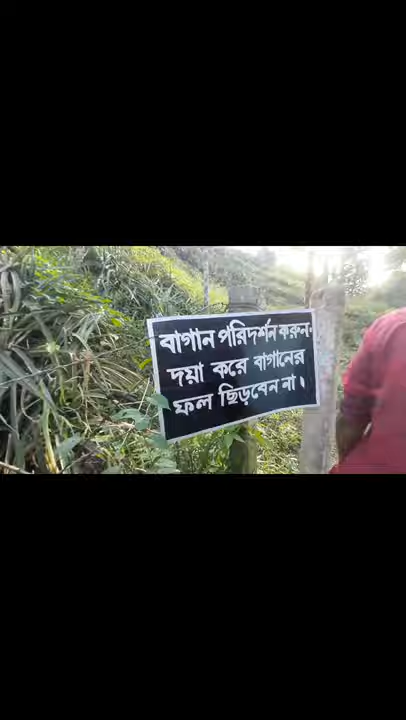 বাগান পরিদর্শন করুন-
দয়া করে বাগানের
ফল ছিড়বেন না।